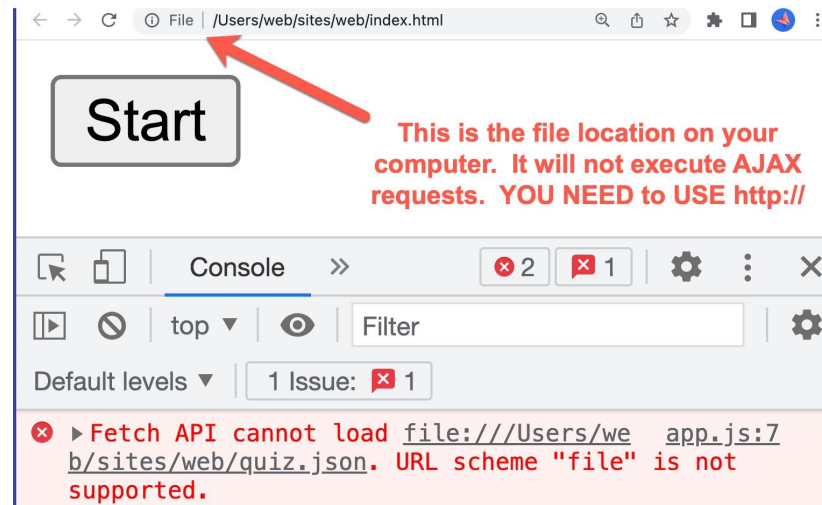 File /Users/web/sites/web/index.html
Start
This is the file location on your
computer. It will not execute AJAX
requests. YOU NEED to USE http://
Console 2 1
top Filter
Default levels 1 Issue: 1
Fetch API cannot load file:///Users/we app.js:7
b/sites/web/quiz.json. URL scheme "file" is not
supported.